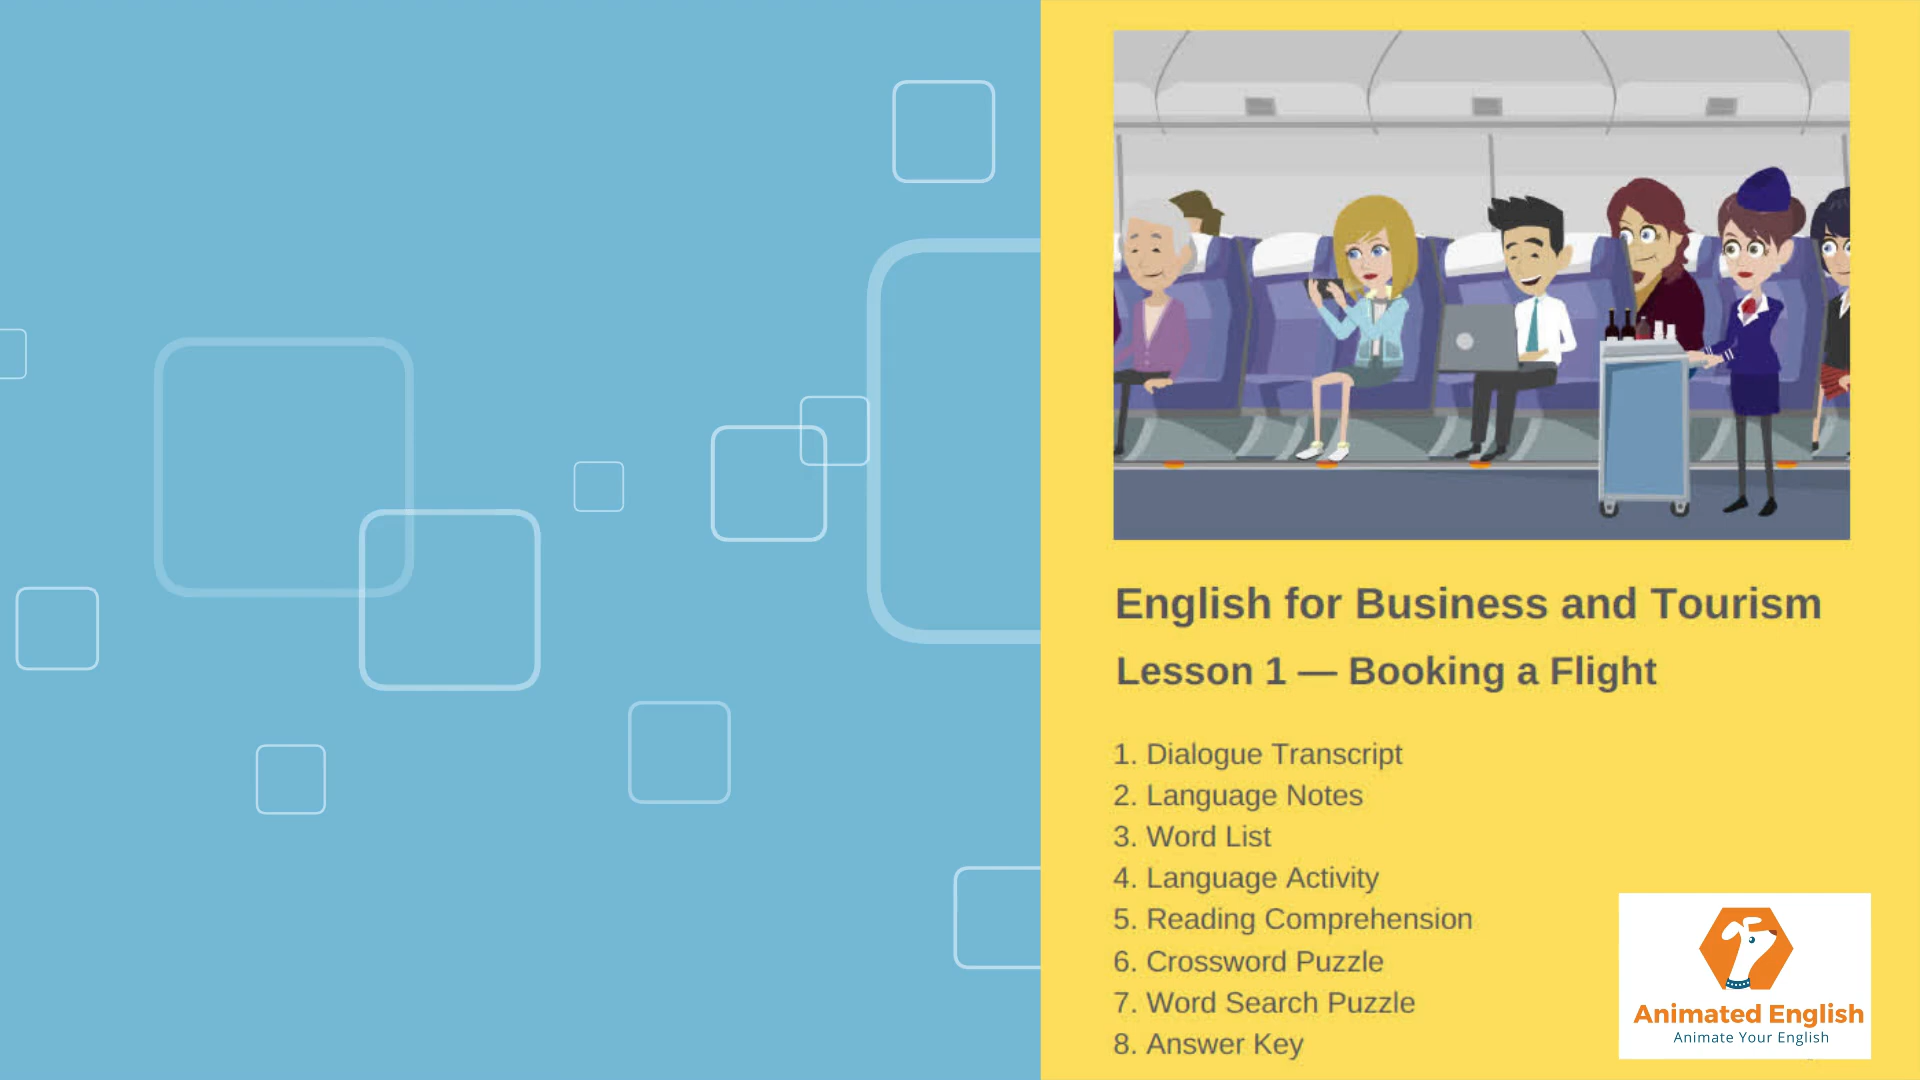 English for Business and Tourism
Lesson 1 — Booking a Flight
1. Dialogue Transcript
2. Language Notes
3. Word List
4. Language Activity
5. Reading Comprehension
6. Crossword Puzzle
7. Word Search Puzzle
8. Answer Key
Animated English
Animate Your English